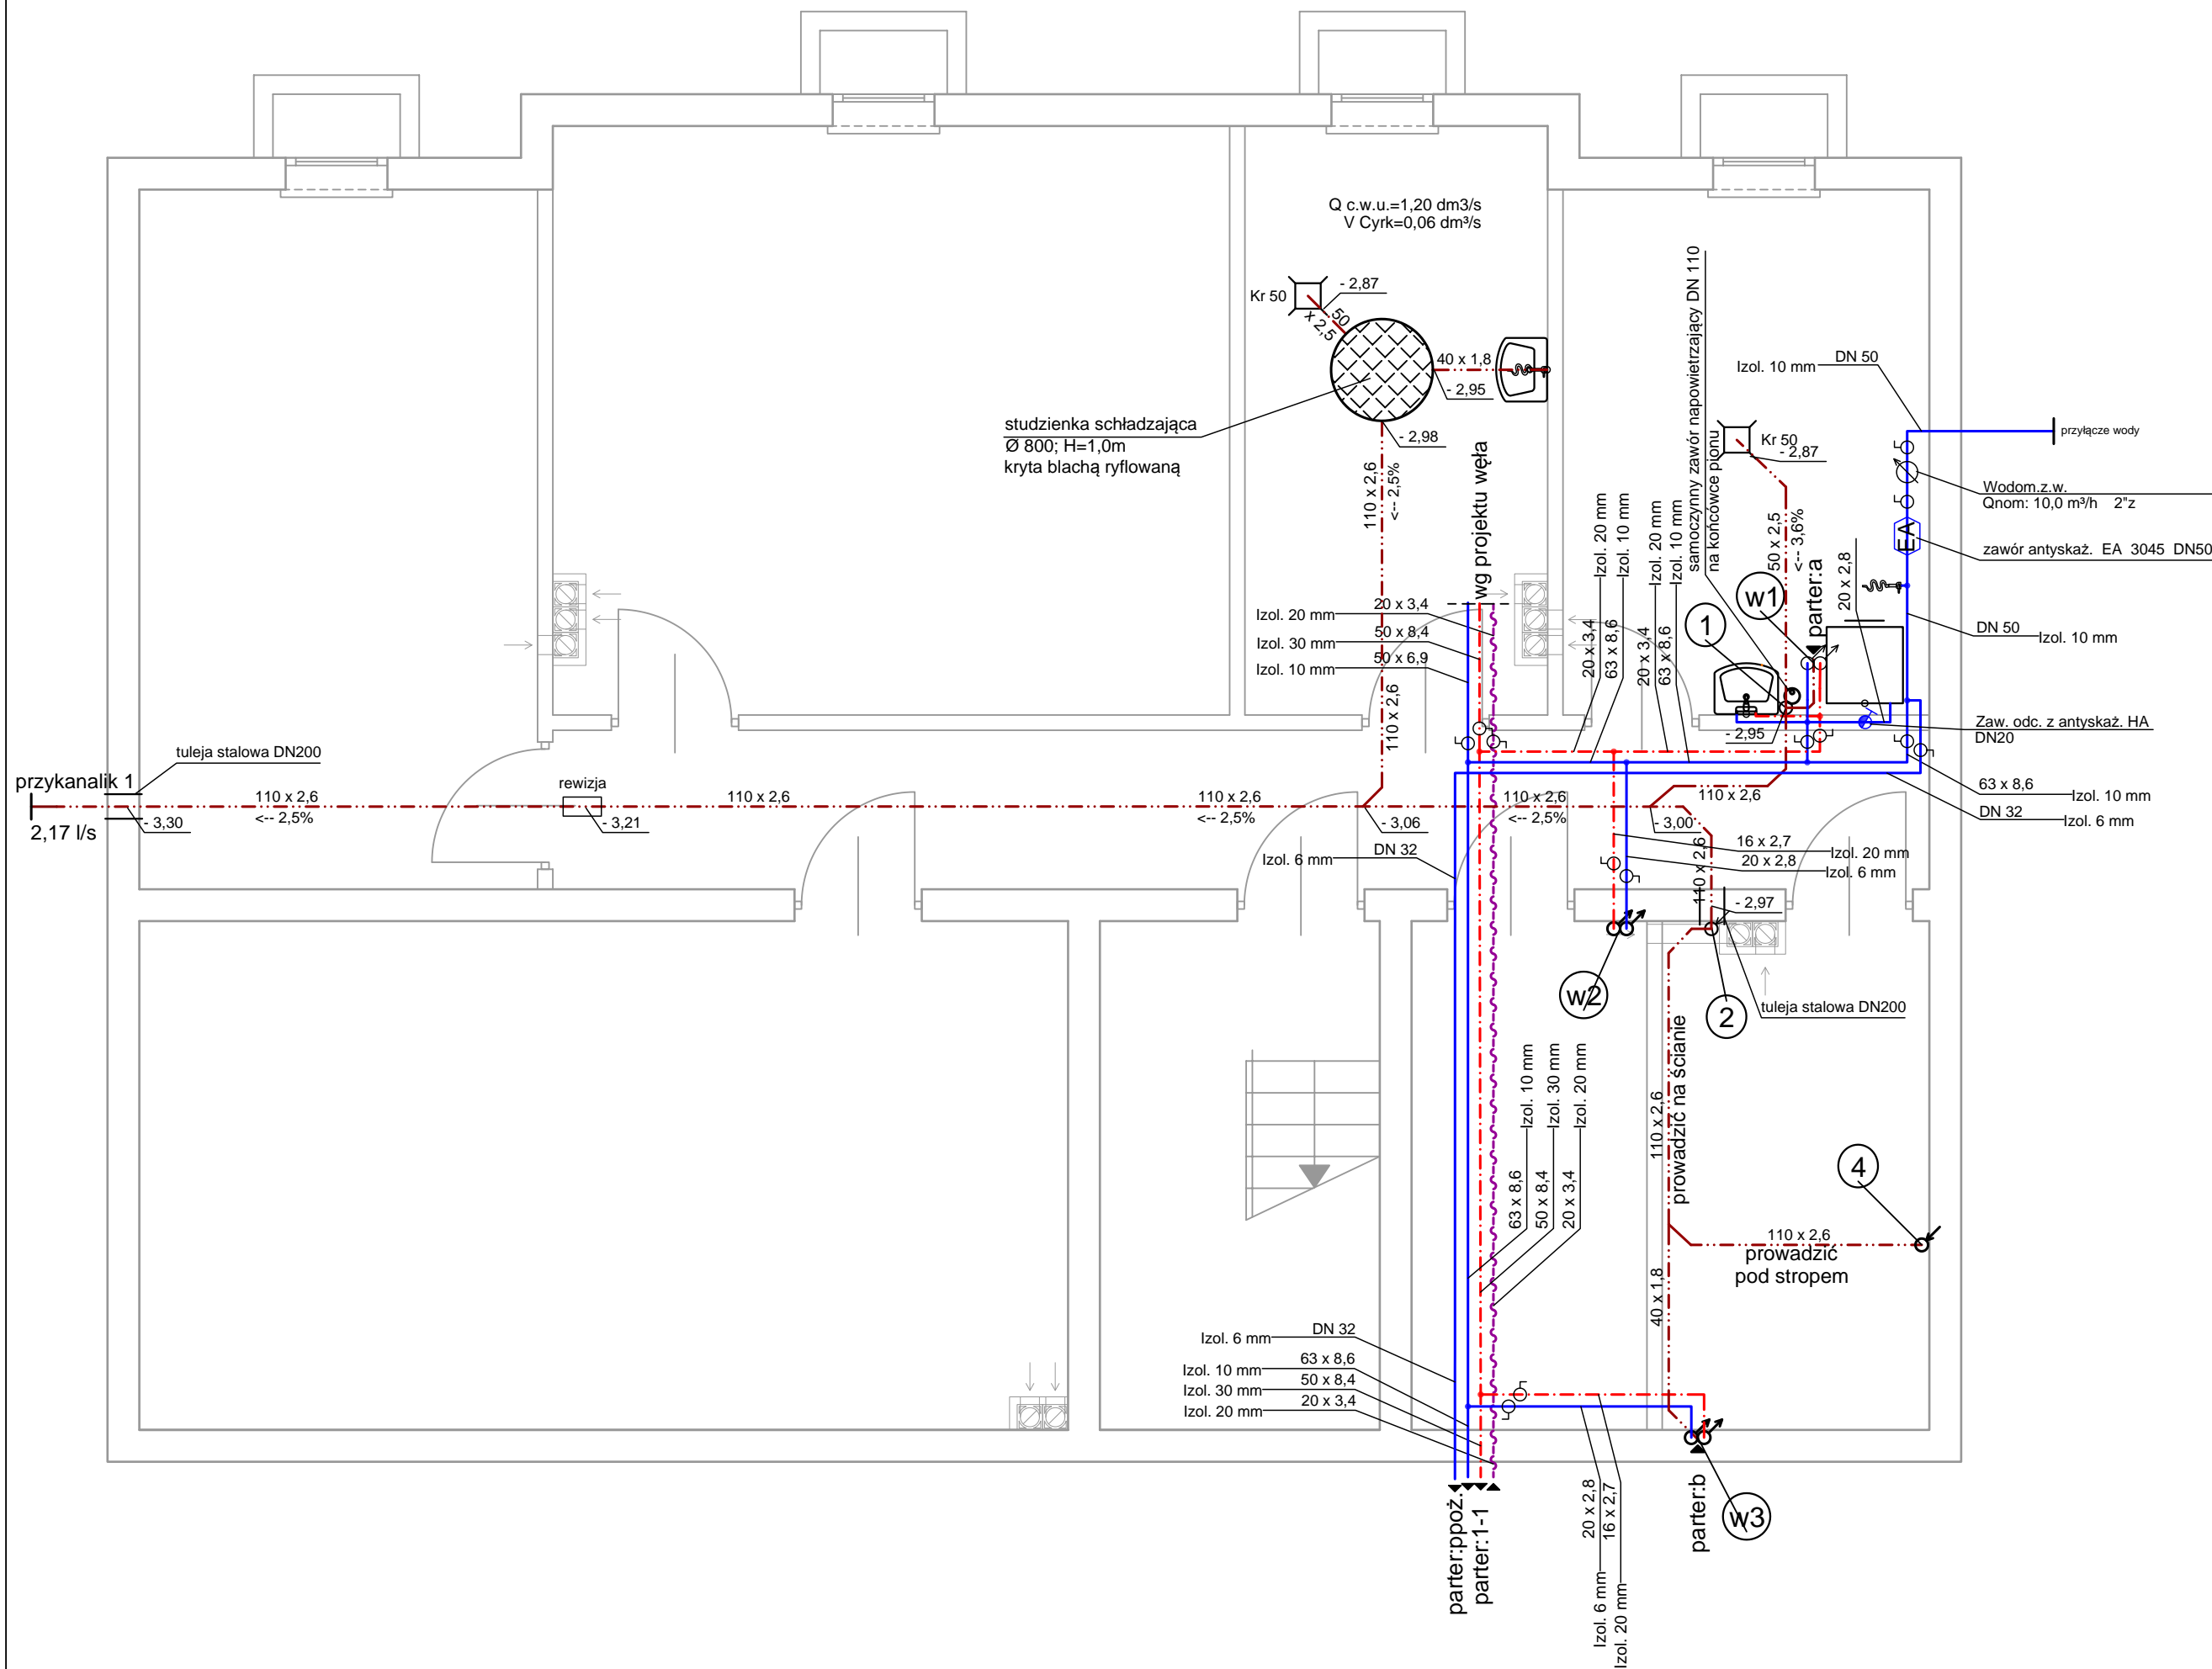 Q c.w.u.=1,20 dm3/s
V Cyrk=0,06 dm³/s
Kr 50
- 2,87
50
x 2,5
40 x 1,8
- 2,95
- 2,98
studzienka schładzająca
Ø 800; H=1,0m
kryta blachą ryflowaną
110 x 2,6
<-- 2,5%
wg projektu węła
samoczynny zawór napowietrzający DN 110
na końcówce pionu
DN 50
Izol. 10 mm
przyłącze wody
Kr 50
- 2,87
Wodom.z.w.
Qnom: 10,0 m³/h 2"z
EA
zawór antyskaż. EA 3045 DN50
50 x 2,5
<-- 3,6%
parter:a
20 x 2,8
w1
1
DN 50
Izol. 10 mm
Izol. 20 mm
20 x 3,4
Izol. 30 mm
50 x 8,4
Izol. 10 mm
50 x 6,9
Izol. 20 mm
Izol. 10 mm
Izol. 20 mm
Izol. 10 mm
20 x 3,4
63 x 8,6
20 x 3,4
63 x 8,6
110 x 2,6
- 2,95
Zaw. odc. z antyskaż. HA
DN20
tuleja stalowa DN200
przykanalik 1
2,17 l/s
- 3,30
110 x 2,6
<-- 2,5%
rewizja
- 3,21
110 x 2,6
110 x 2,6
<-- 2,5%
- 3,06
110 x 2,6
<-- 2,5%
110 x 2,6
- 3,00
63 x 8,6
Izol. 10 mm
DN 32
Izol. 6 mm
DN 32
Izol. 6 mm
16 x 2,7
Izol. 20 mm
20 x 2,8
Izol. 6 mm
110 x 2,6
- 2,97
w2
2
tuleja stalowa DN200
prowadzić na ścianie
110 x 2,6
40 x 1,8
Izol. 10 mm
Izol. 30 mm
Izol. 20 mm
63 x 8,6
50 x 8,4
20 x 3,4
4
110 x 2,6
prowadzić
pod stropem
Izol. 6 mm
DN 32
Izol. 10 mm
63 x 8,6
Izol. 30 mm
50 x 8,4
Izol. 20 mm
20 x 3,4
parter:ppoż.
parter:1-1
20 x 2,8
16 x 2,7
Izol. 6 mm
Izol. 20 mm
parter:b
w3